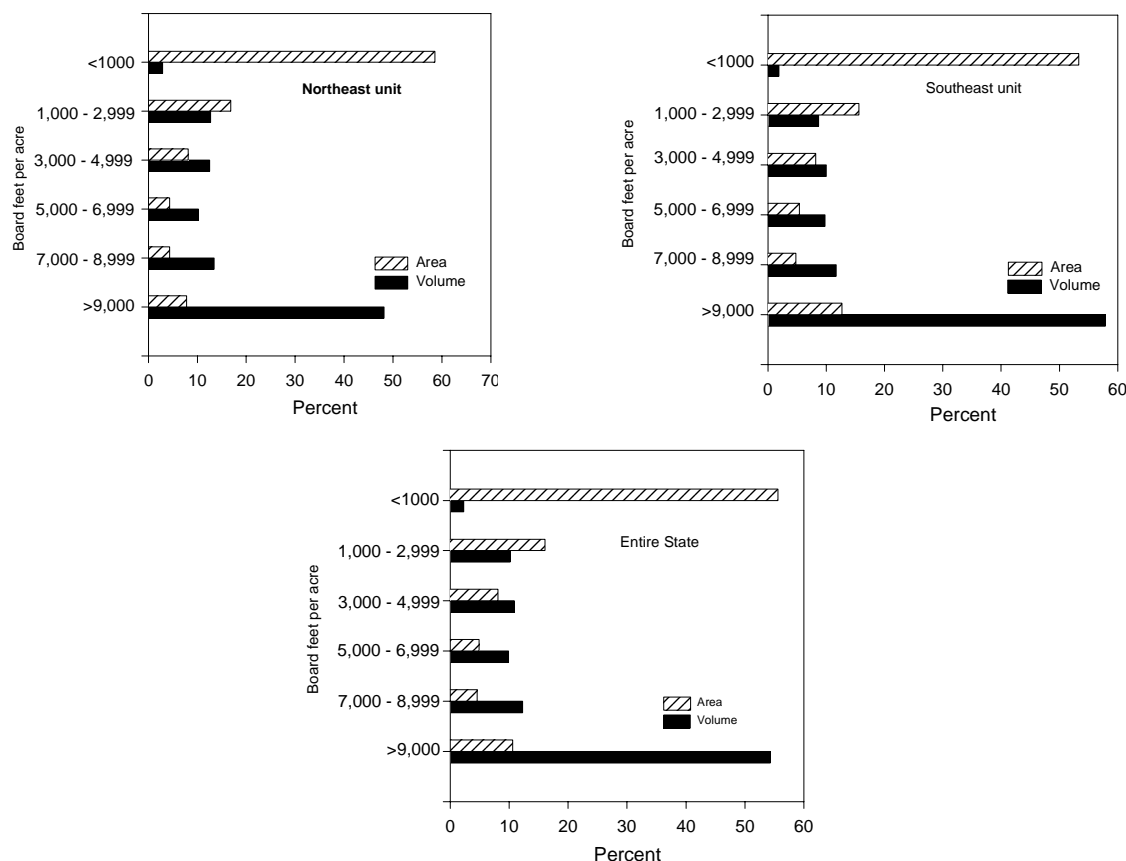 <1000
Northeast unit
1,000 - 2,999
3,000 - 4,999
5,000 - 6,999
7,000 - 8,999
>9,000
Board feet per acre
Area
Volume
0 10 20 30 40 50 60 70
Percent
<1000
Southeast unit
1,000 - 2,999
3,000 - 4,999
5,000 - 6,999
7,000 - 8,999
>9,000
Board feet per acre
Area
Volume
0 10 20 30 40 50 60
Percent
<1000
Entire State
1,000 - 2,999
3,000 - 4,999
5,000 - 6,999
7,000 - 8,999
>9,000
Board feet per acre
Area
Volume
0 10 20 30 40 50 60
Percent